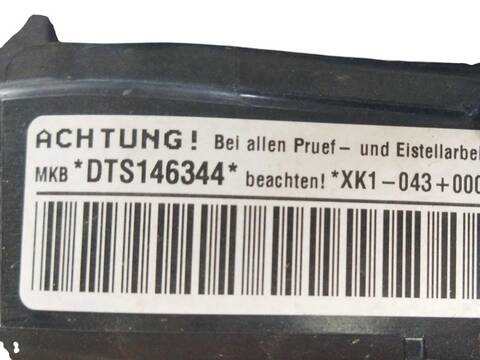 ACHTUNG! Bei allen Pruef- und Eistellarbei
MKB *DTS146344* beachten! *XK1-043+000